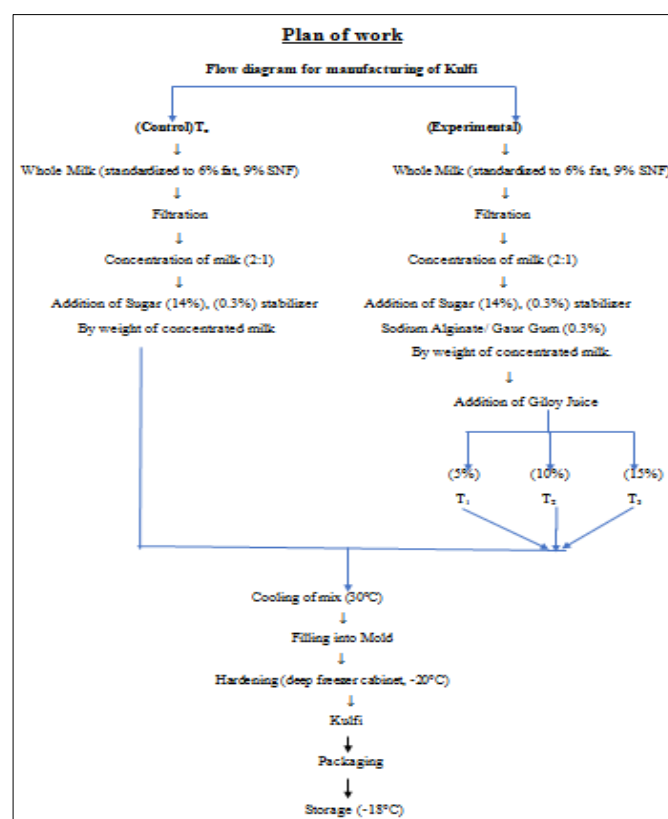 Plan of work
Flow diagram for manufacturing of Kulfi
(Control) T₀
↓
Whole Milk (standardized to 6% fat, 9% SNF)
↓
Filtration
↓
Concentration of milk (2:1)
↓
Addition of Sugar (14%), (0.3%) stabilizer
By weight of concentrated milk
(Experimental)
↓
Whole Milk (standardized to 6% fat, 9% SNF)
↓
Filtration
↓
Concentration of milk (2:1)
↓
Addition of Sugar (14%), (0.3%) stabilizer
Sodium Alginate/ Gaur Gum (0.3%)
By weight of concentrated milk.
↓
Addition of Giloy Juice
(5%) (10%) (15%)
T₁ T₂ T₃
Cooling of mix (30°C)
↓
Filling into Mold
↓
Hardening (deep freezer cabinet, -20°C)
↓
Kulfi
↓
Packaging
↓
Storage (-18°C)